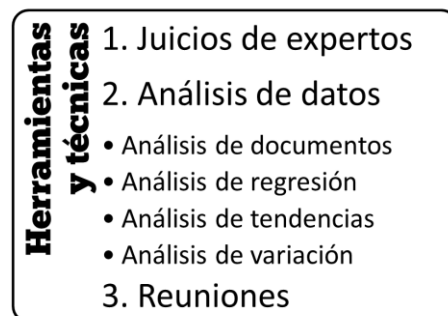 Herramientas
y técnicas
1. Juicios de expertos
2. Análisis de datos
• Análisis de documentos
• Análisis de regresión
• Análisis de tendencias
• Análisis de variación
3. Reuniones